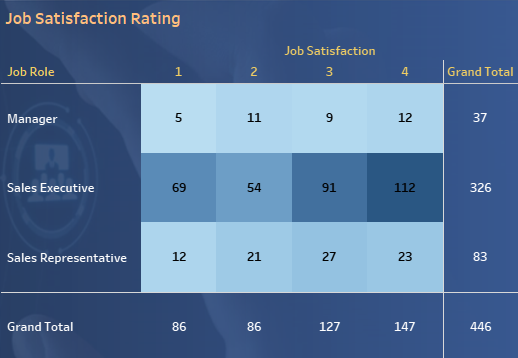 Job Satisfaction Rating
Job Satisfaction
Job Role 1 2 3 4 Grand Total
Manager 5 11 9 12 37
Sales Executive 69 54 91 112 326
Sales Representative 12 21 27 23 83
Grand Total 86 86 127 147 446